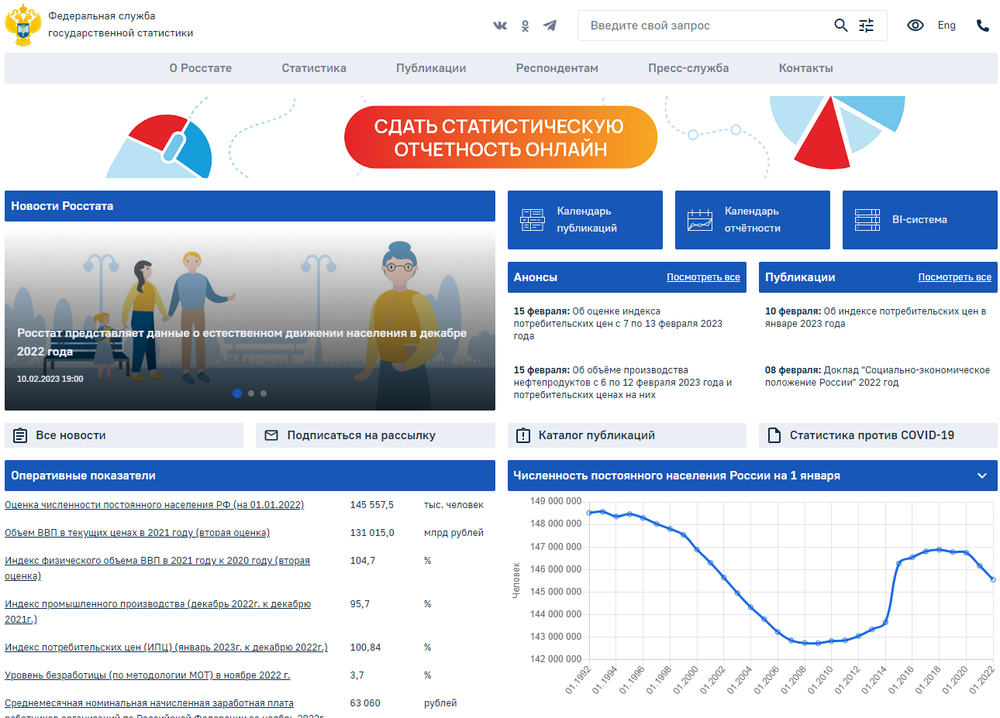 Федеральная служба
государственной статистики
Введите свой запрос
Eng
О Росстате
Статистика
Публикации
Респондентам
Пресс-служба
Контакты
СДАТЬ СТАТИСТИЧЕСКУЮ
ОТЧЕТНОСТЬ ОНЛАЙН
Новости Росстата
Росстат представляет данные о естественном движении населения в декабре
2022 года
10.02.2023 19:00
Календарь
публикаций
Календарь
отчётности
BI-система
Анонсы
Посмотреть все
15 февраля: Об оценке индекса
потребительских цен с 7 по 13 февраля 2023
года
15 февраля: Об объёме производства
нефтепродуктов с 6 по 12 февраля 2023 года и
потребительских ценах на них
Публикации
Посмотреть все
10 февраля: Об индексе потребительских цен в
январе 2023 года
08 февраля: Доклад "Социально-экономическое
положение России" 2022 год
Все новости
Подписаться на рассылку
Каталог публикаций
Статистика против COVID-19
Оперативные показатели
Оценка численности постоянного населения РФ (на 01.01.2022) 145 557,5 тыс. человек
Объем ВВП в текущих ценах в 2021 году (вторая оценка) 131 015,0 млрд рублей
Индекс физического объема ВВП в 2021 году к 2020 году (вторая 104,7 %
оценка)
Индекс промышленного производства (декабрь 2022г. к декабрю 95,7 %
2021г.)
Индекс потребительских цен (ИПЦ) (январь 2023г. к декабрю 2022г.) 100,84 %
Уровень безработицы (по методологии МОТ) в ноябре 2022 г. 3,7 %
Среднемесячная номинальная начисленная заработная плата 63 060 рублей
работников организаций по Российской Федерации за ноябрь 2022г.
Численность постоянного населения России на 1 января
149 000 000
148 000 000
147 000 000
146 000 000
145 000 000
144 000 000
143 000 000
142 000 000
Человек
01.1992
01.1994
01.1996
01.1998
01.2000
01.2002
01.2004
01.2006
01.2008
01.2010
01.2012
01.2014
01.2016
01.2018
01.2020
01.2022